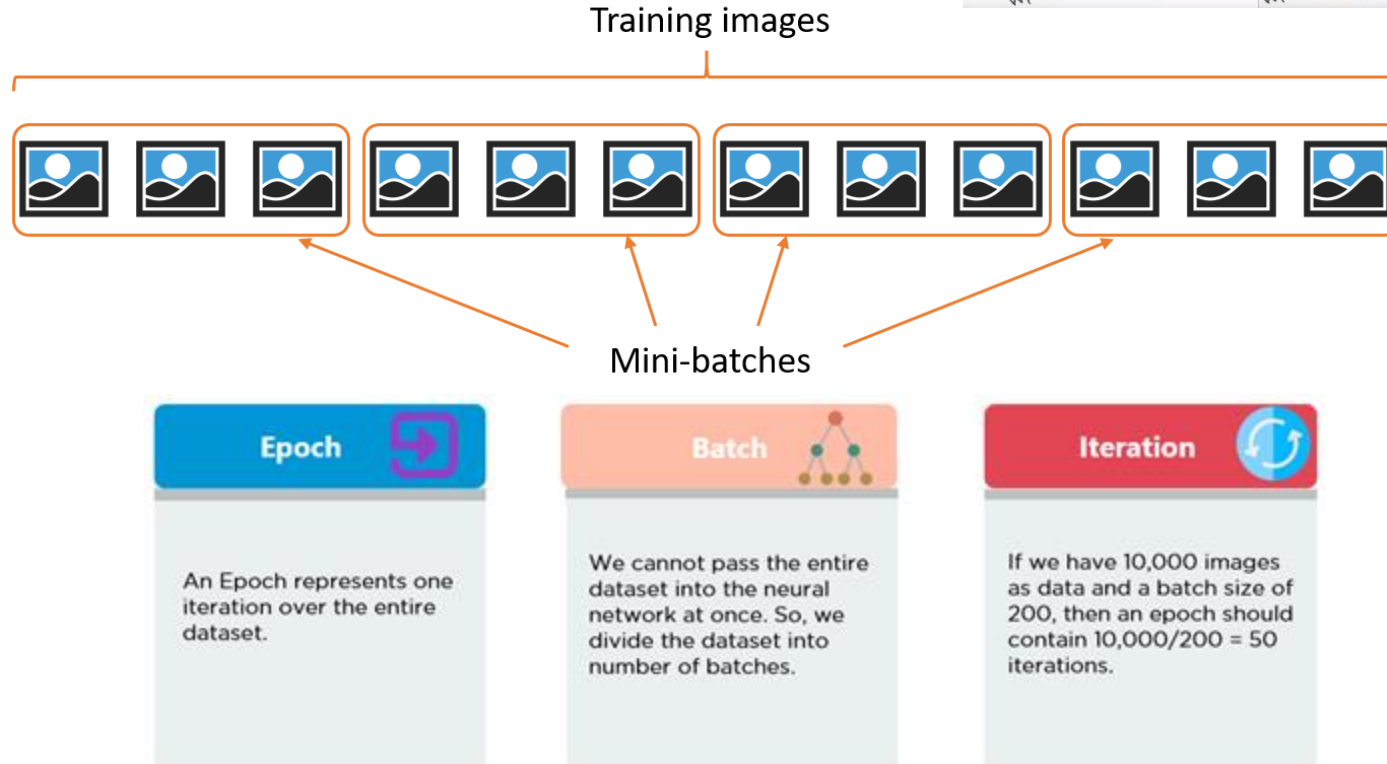 Training images
Mini-batches
Epoch
An Epoch represents one
iteration over the entire
dataset.
Batch
We cannot pass the entire
dataset into the neural
network at once. So, we
divide the dataset into
number of batches.
Iteration
If we have 10,000 images
as data and a batch size of
200, then an epoch should
contain 10,000/200 = 50
iterations.